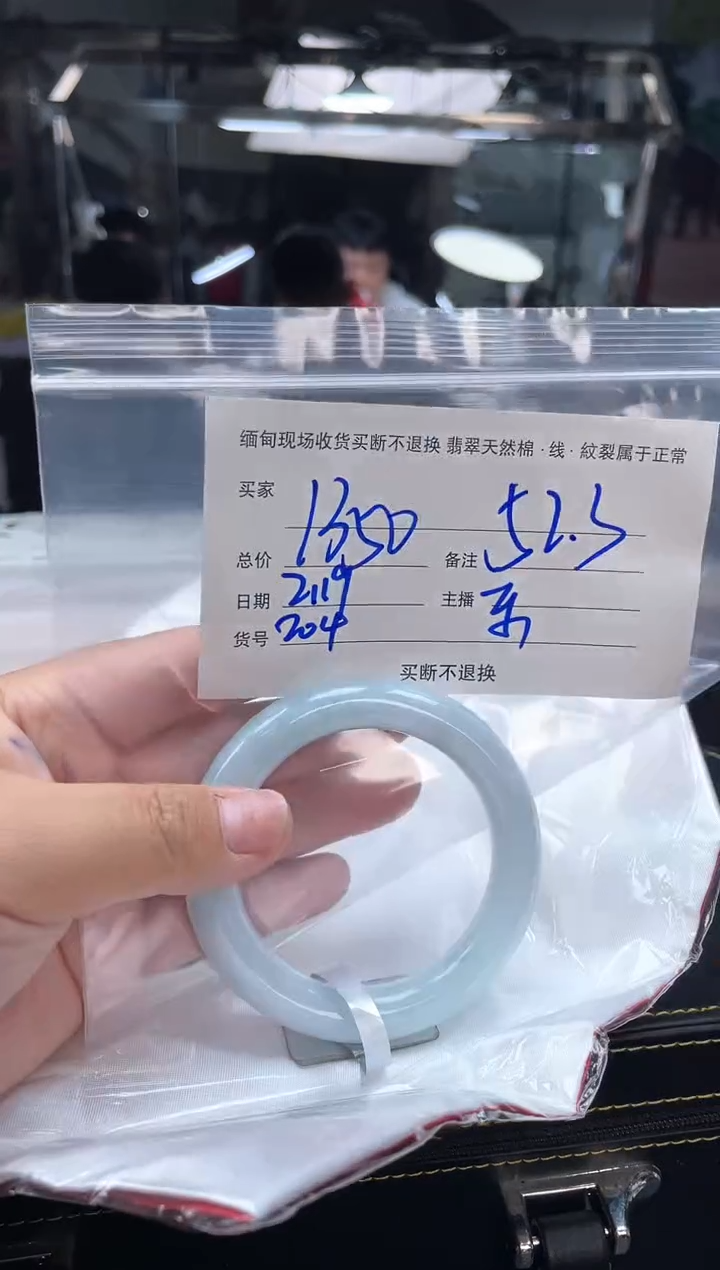 缅甸现场收货买断不退换 翡翠天然棉·线·紋裂属于正常
买家 1350 52.5
总价 备注
日期 2119 主播
货号 204
买断不退换